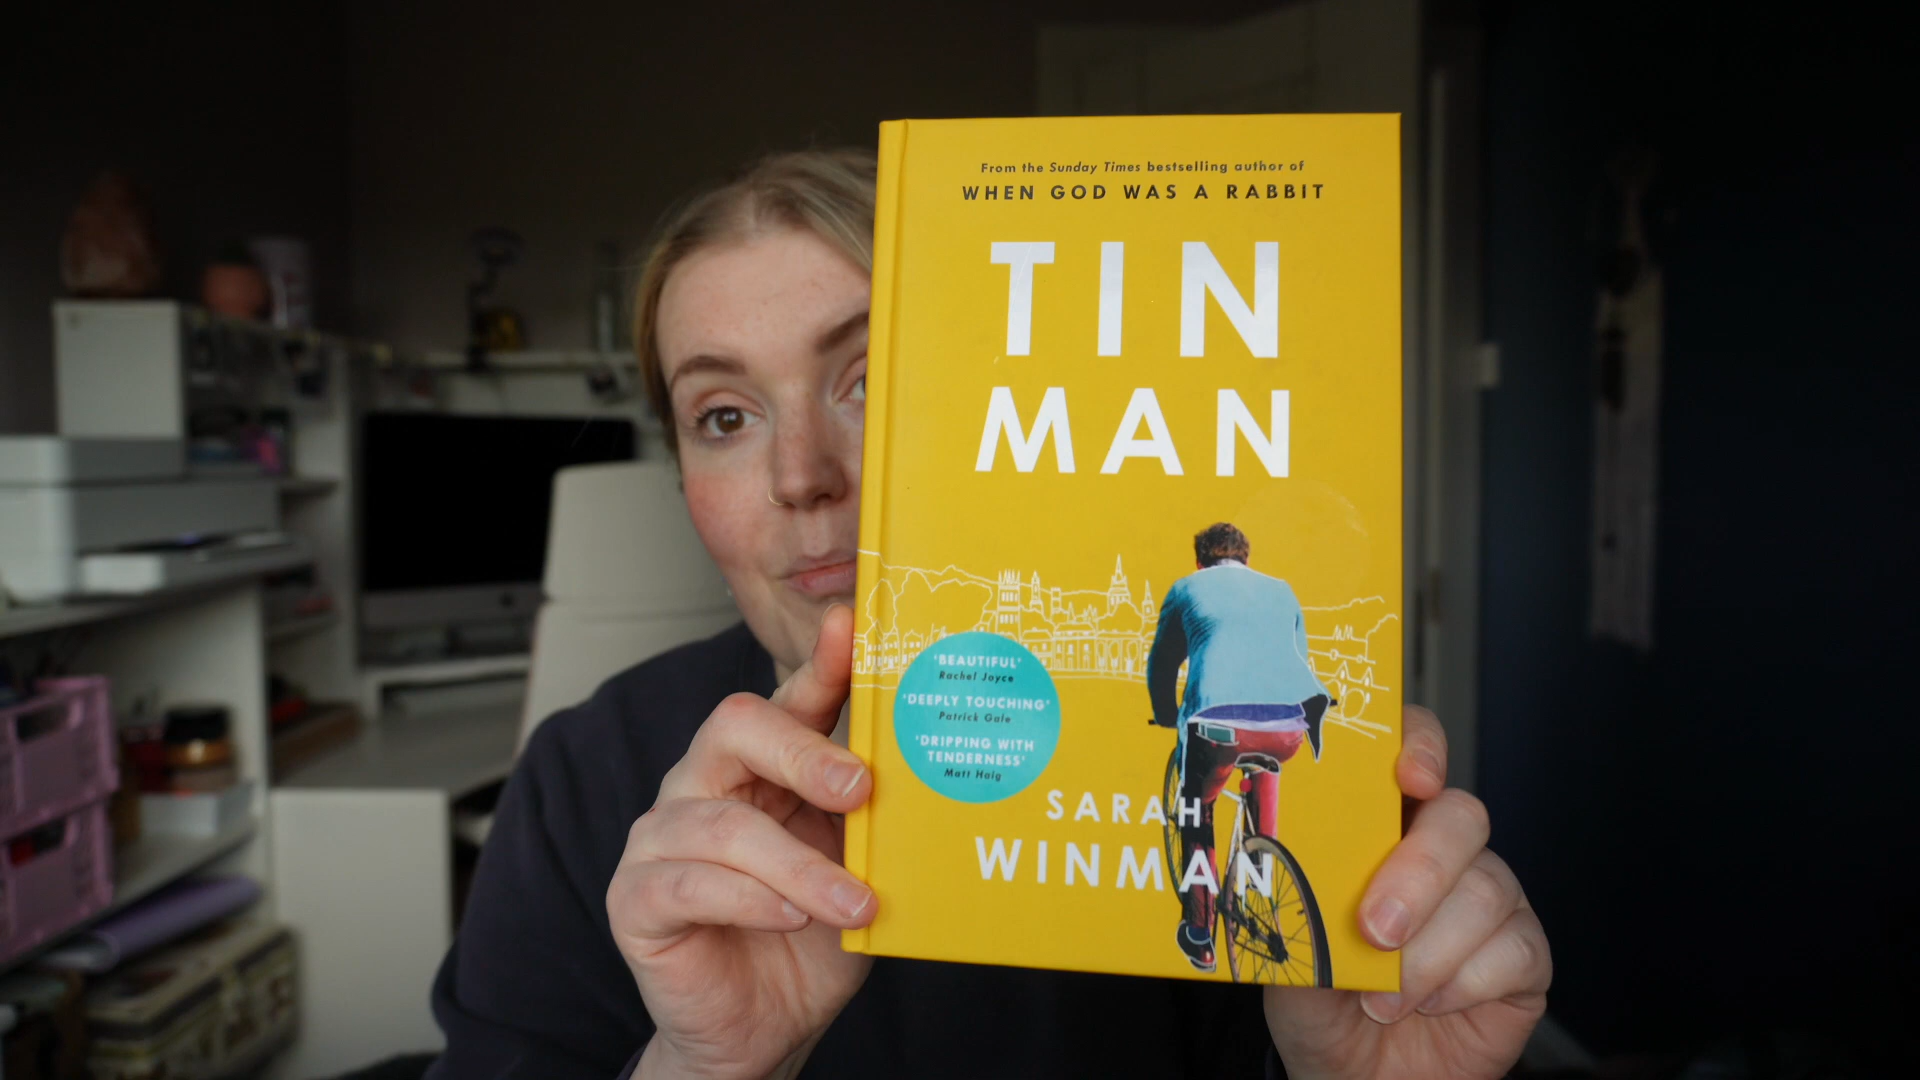 From the Sunday Times bestselling author of
WHEN GOD WAS A RABBIT
TIN
MAN
'BEAUTIFUL'
Rachel Joyce
'DEEPLY TOUCHING'
Patrick Gale
'DRIPPING WITH
TENDERNESS'
Matt Haig
SARAH
WINMAN